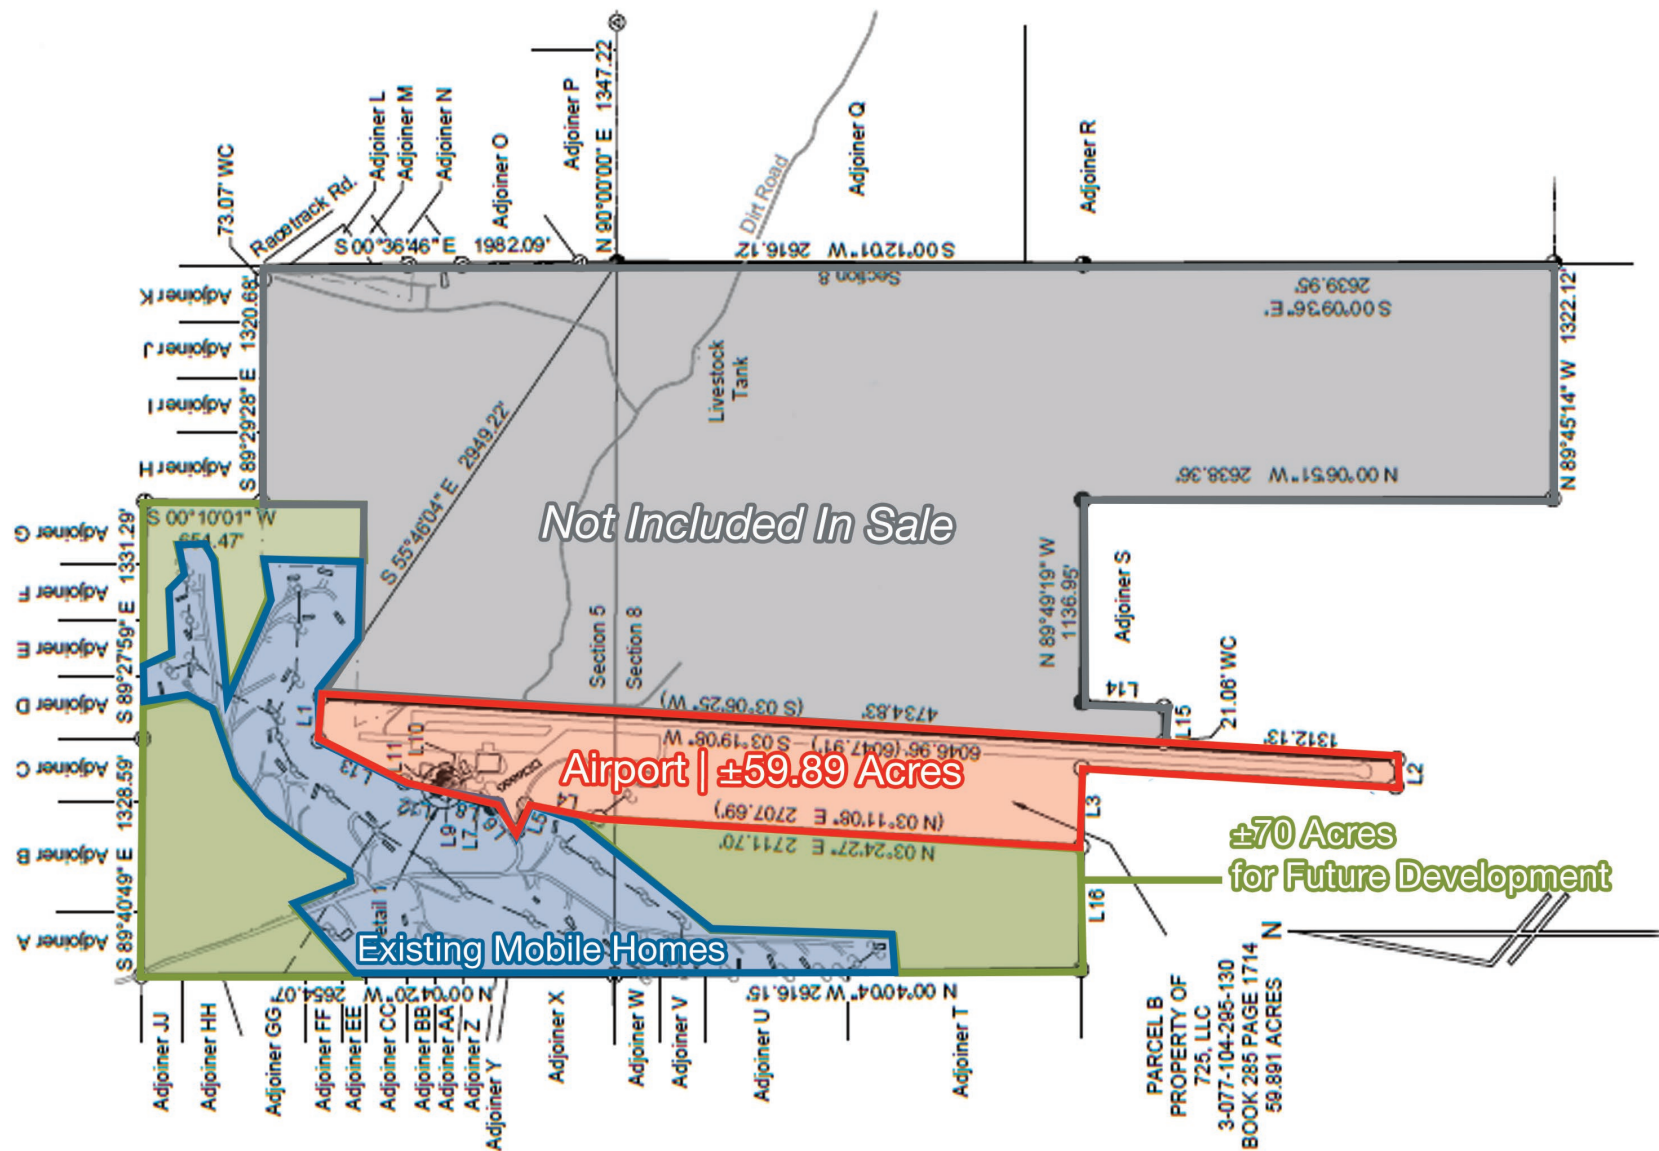 73.07' WC
Racetrack Rd.
Adjoiner L
Adjoiner M
Adjoiner N
Adjoiner O
Adjoiner P
N 90°00'00" E 1347.22
Dirt Road
Adjoiner Q
Adjoiner R
S 00°36'46" E 1982.09'
S 00°12'01" W 2616.12'
Section 8
S 00°09'36" E'
2639.95'
N 89°45'14" W 1322.12'
N 00°06'51" W 2638.36'
Adjoiner K
Adjoiner J
Adjoiner I
Adjoiner H
S 89°29'28" E 1320.68'
Livestock
Tank
S 55°46'04" E 2949.22'
Not Included In Sale
Adjoiner G
Adjoiner F
Adjoiner E
Adjoiner D
Adjoiner C
Adjoiner B
Adjoiner A
S 89°27'59" E 1331.29'
S 89°40'49" E 1328.59'
S 00°10'01" W
654.47'
Section 5
Section 8
N 89°49'19" W
1136.95'
Adjoiner S
L14
L15
21.06' WC
L1
(S 03°06'25" W)
4734.83'
S 03°19'08" W
6046.96' (6047.91')
1312.13'
L2
L13
L11
L10
L9
L7
L5
L4
L3
Airport | ±59.89 Acres
(N 03°11'08" E 2707.69')
N 03°24'27" E 2711.70'
±70 Acres
for Future Development
L16
N
Existing Mobile Homes
N 00°04'20" W 2654.07'
N 00°40'04" W 2616.15'
Adjoiner JJ
Adjoiner HH
Adjoiner GG
Adjoiner FF
Adjoiner EE
Adjoiner CC
Adjoiner BB
Adjoiner AA
Adjoiner Z
Adjoiner Y
Adjoiner X
Adjoiner W
Adjoiner V
Adjoiner U
Adjoiner T
PARCEL B
PROPERTY OF
725, LLC
3-077-104-295-130
BOOK 285 PAGE 1714
59.891 ACRES